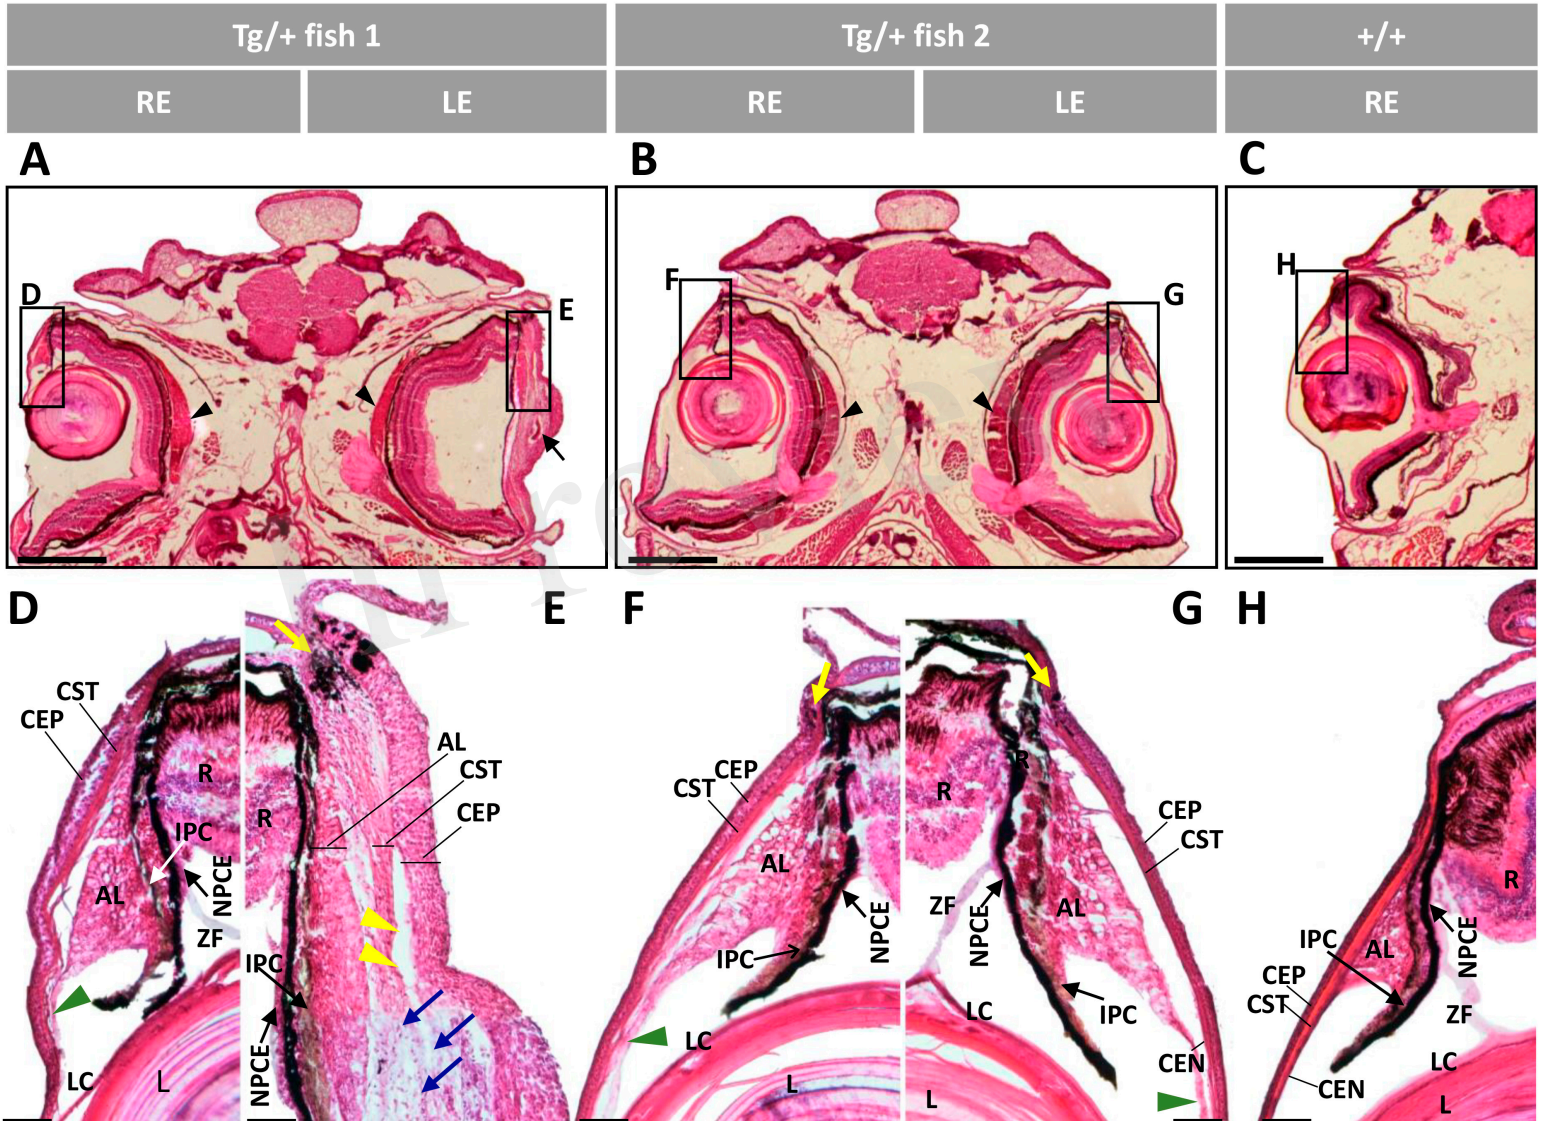 Tg/+ fish 1
Tg/+ fish 2
+/+
RE
LE
RE
LE
RE
A
B
C
D
E
F
G
H
D
E
F
G
H
CST
CEP
R
IPC
AL
NPCE
ZF
LC
L
R
AL
CST
CEP
IPC
NPCE
CEP
CST
AL
IPC
NPCE
LC
L
R
R
ZF
NPCE
AL
CEP
CST
LC
IPC
CEN
L
R
IPC
AL
NPCE
CEP
CST
ZF
LC
CEN
L